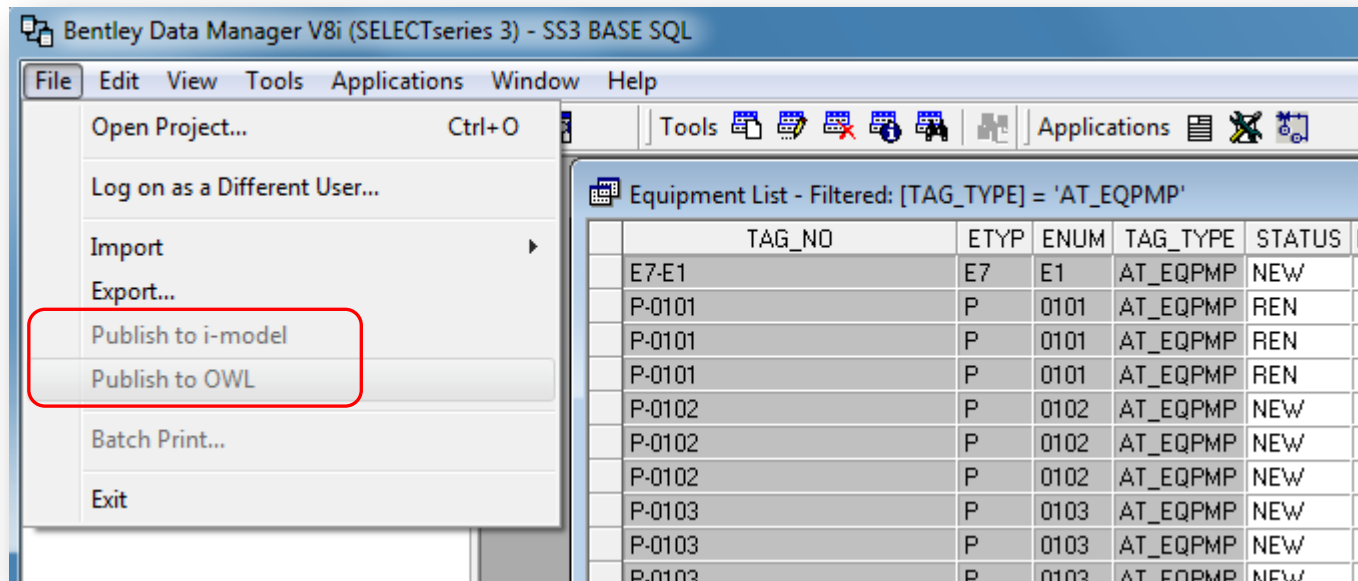 Bentley Data Manager V8i (SELECTseries 3) - SS3 BASE SQL
File Edit View Tools Applications Window Help
Tools Applications
Open Project... Ctrl+O
Log on as a Different User...
Import
Export...
Publish to i-model
Publish to OWL
Batch Print...
Exit
Equipment List - Filtered: [TAG_TYPE] = 'AT_EQPMP'
TAG_NO ETYP ENUM TAG_TYPE STATUS
E7-E1 E7 E1 AT_EQPMP NEW
P-0101 P 0101 AT_EQPMP REN
P-0101 P 0101 AT_EQPMP REN
P-0101 P 0101 AT_EQPMP REN
P-0102 P 0102 AT_EQPMP NEW
P-0102 P 0102 AT_EQPMP NEW
P-0102 P 0102 AT_EQPMP NEW
P-0103 P 0103 AT_EQPMP NEW
P-0103 P 0103 AT_EQPMP NEW
P-0103 P 0103 AT_EQPMP NEW